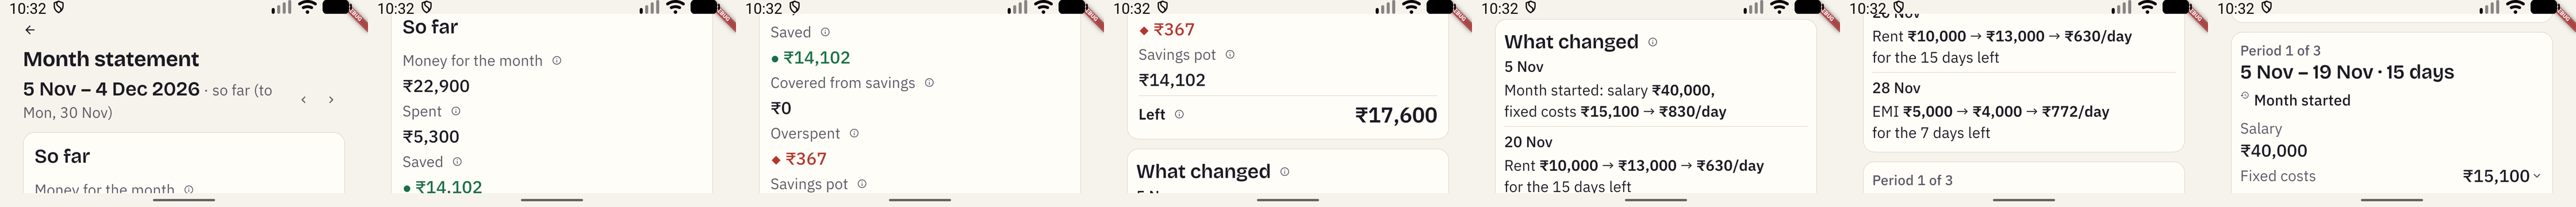 10:32
Month statement
5 Nov – 4 Dec 2026 · so far (to
Mon, 30 Nov)
So far
Money for the month
10:32
So far
Money for the month
₹22,900
Spent
₹5,300
Saved
₹14,102
10:32
Saved
₹14,102
Covered from savings
₹0
Overspent
₹367
Savings pot
10:32
₹367
Savings pot
₹14,102
Left ₹17,600
What changed
10:32
What changed
5 Nov
Month started: salary ₹40,000,
fixed costs ₹15,100 → ₹830/day
20 Nov
Rent ₹10,000 → ₹13,000 → ₹630/day
for the 15 days left
10:32
Rent ₹10,000 → ₹13,000 → ₹630/day
for the 15 days left
28 Nov
EMI ₹5,000 → ₹4,000 → ₹772/day
for the 7 days left
Period 1 of 3
10:32
Period 1 of 3
5 Nov – 19 Nov · 15 days
Month started
Salary
₹40,000
Fixed costs ₹15,100